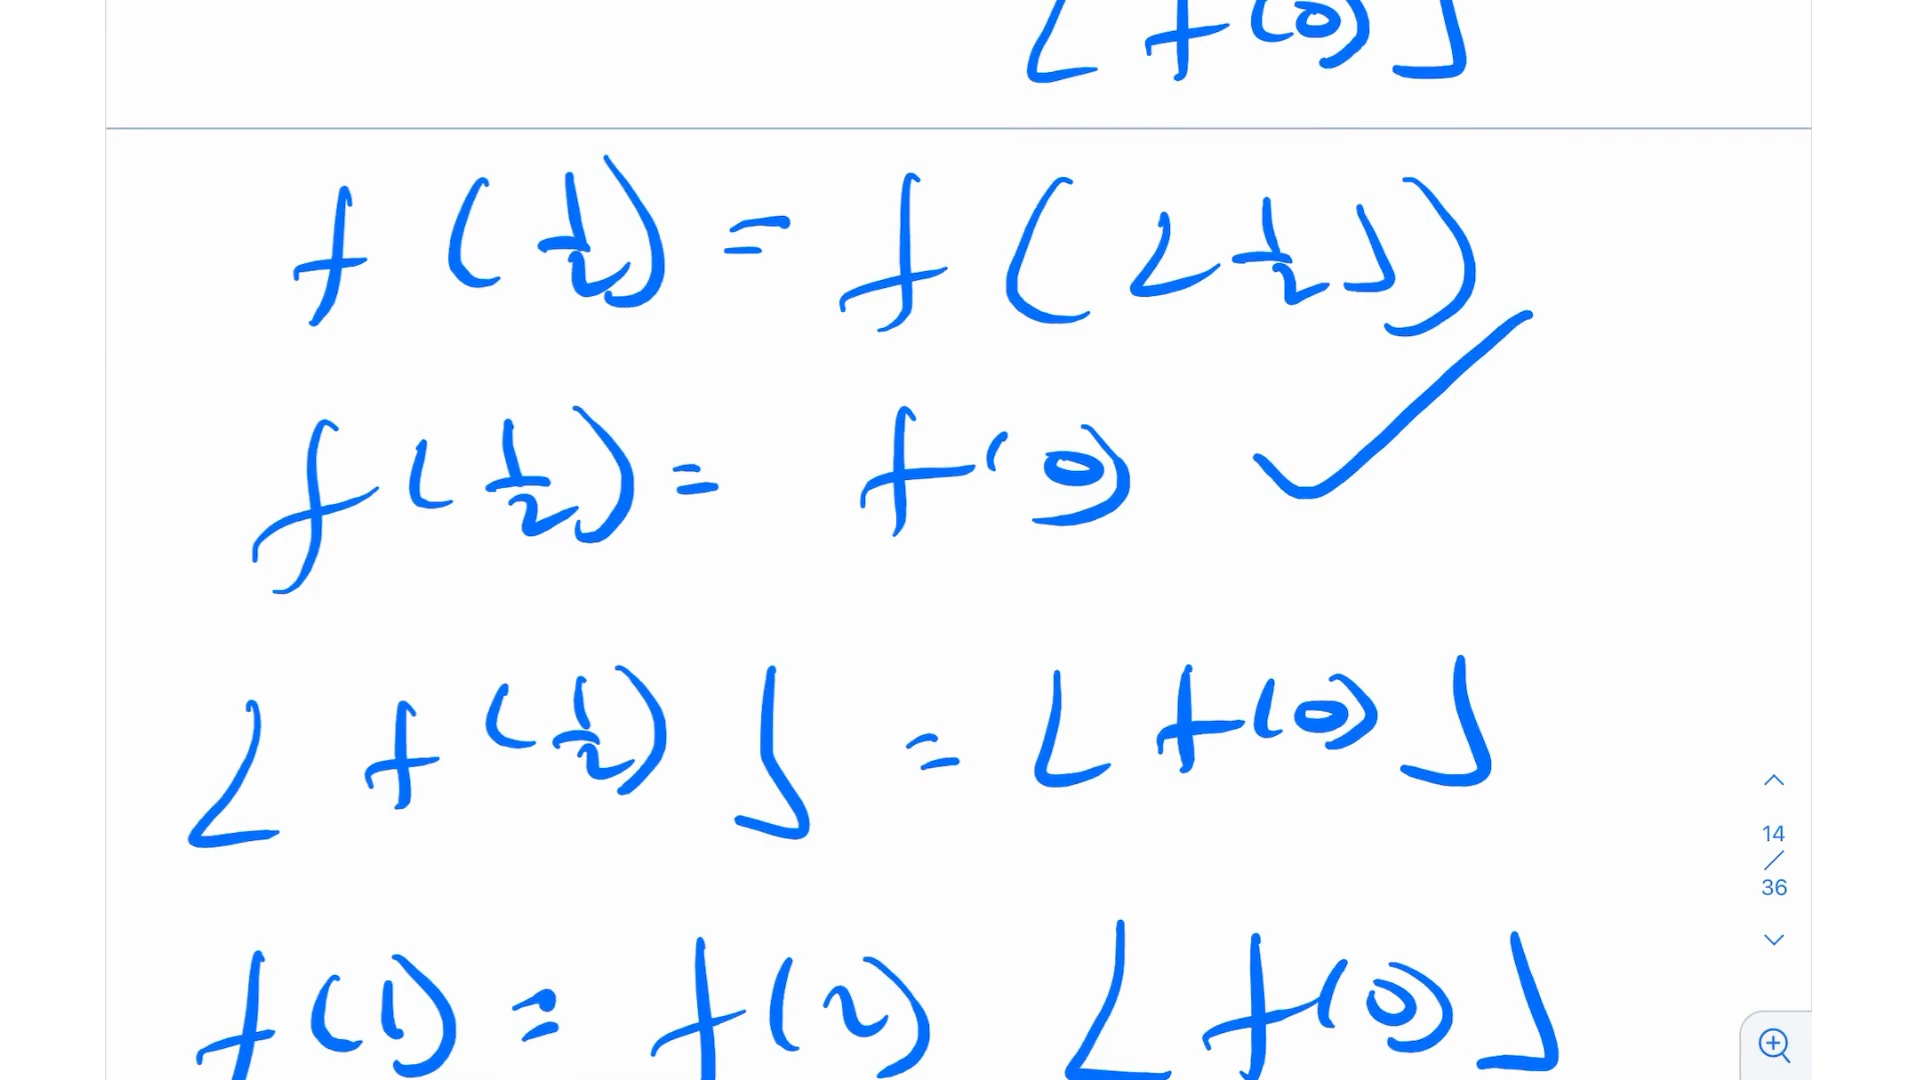 ⌊f(0)⌋
f(1/2) = f(⌊1/2⌋)
f(1/2) = f(0) ✓
⌊f(1/2)⌋ = ⌊f(0)⌋
f(1) = f(2) ⌊f(0)⌋
14
/
36